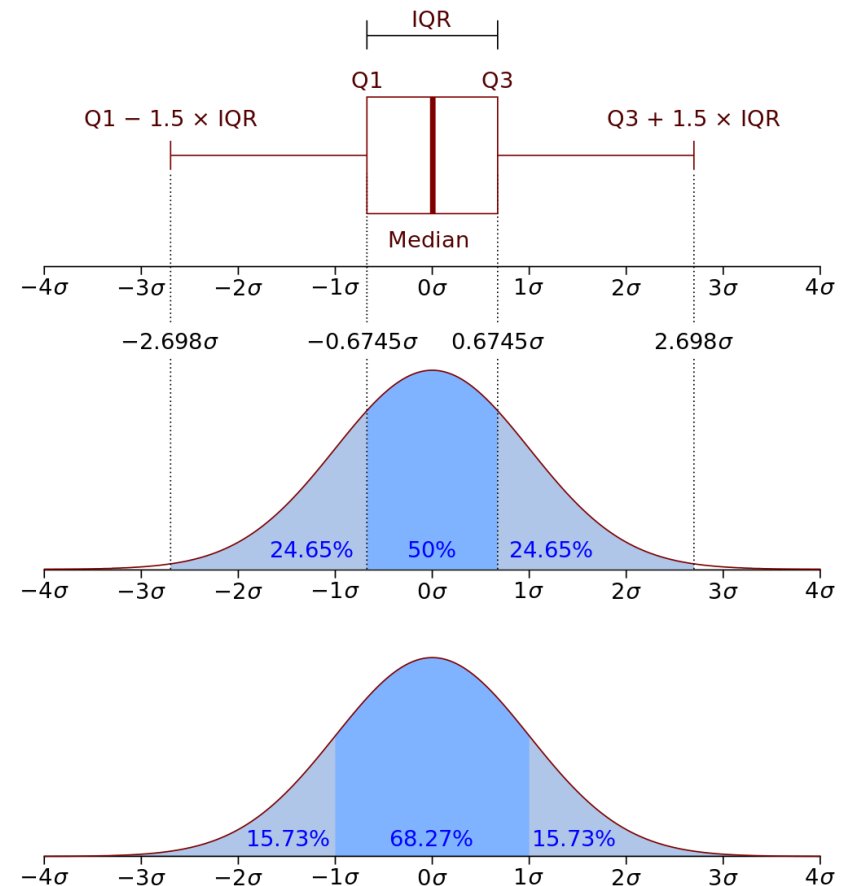 IQR
Q1 Q3
Q1 − 1.5 × IQR Q3 + 1.5 × IQR
Median
−4σ −3σ −2σ −1σ 0σ 1σ 2σ 3σ 4σ
−2.698σ −0.6745σ 0.6745σ 2.698σ
24.65% 50% 24.65%
−4σ −3σ −2σ −1σ 0σ 1σ 2σ 3σ 4σ
15.73% 68.27% 15.73%
−4σ −3σ −2σ −1σ 0σ 1σ 2σ 3σ 4σ